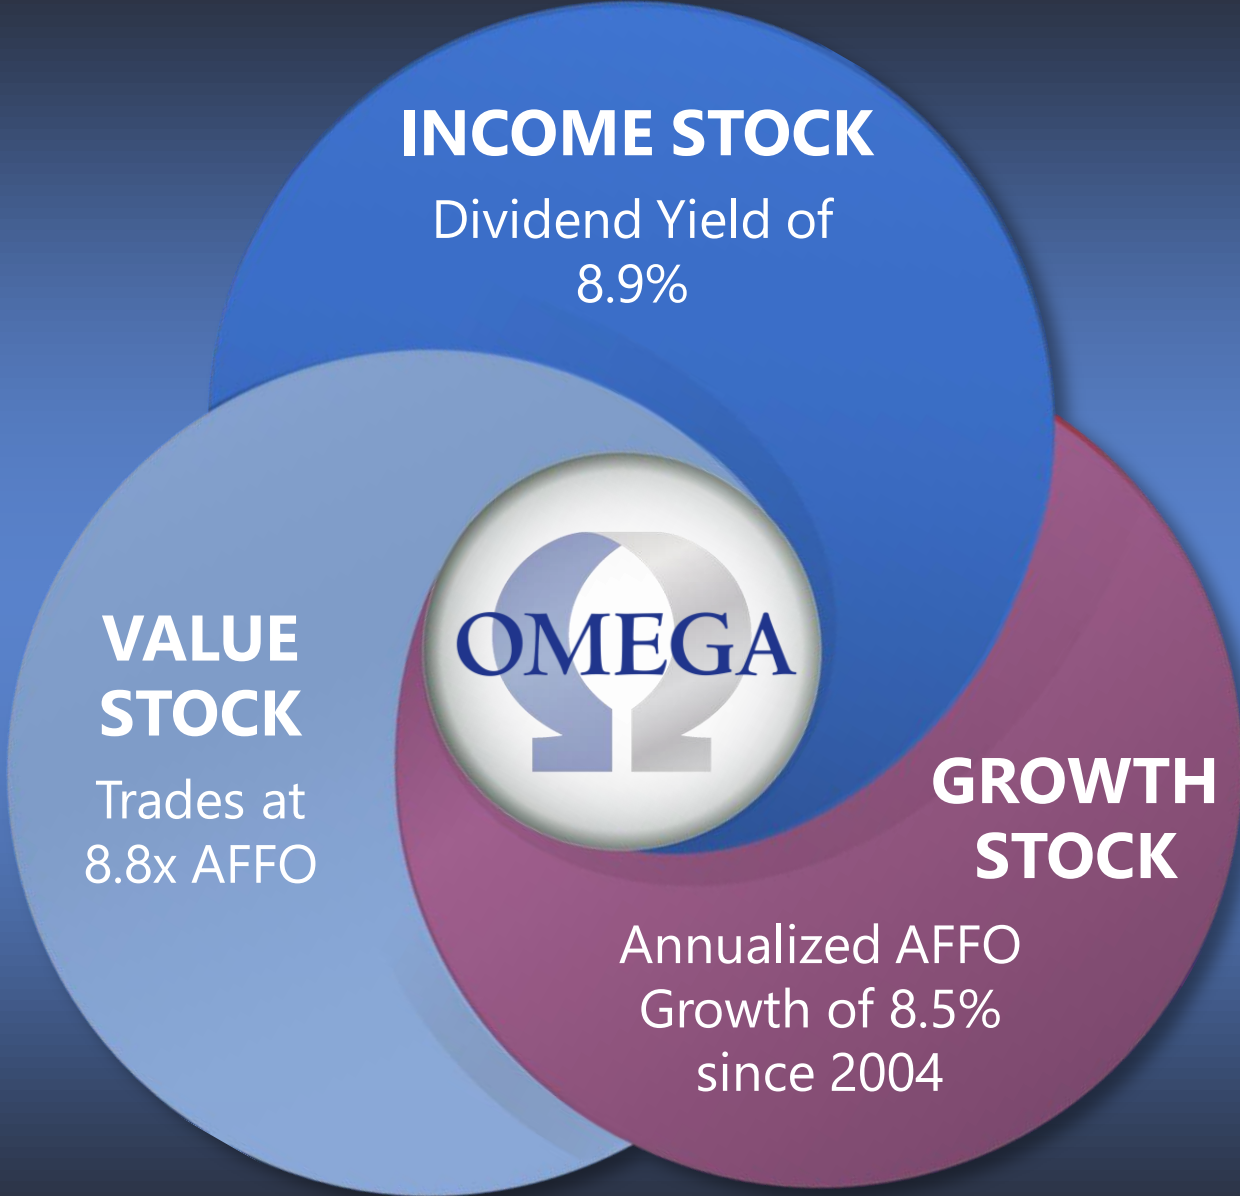 INCOME STOCK
Dividend Yield of
8.9%
OMEGA
VALUE
STOCK
Trades at
8.8x AFFO
GROWTH
STOCK
Annualized AFFO
Growth of 8.5%
since 2004